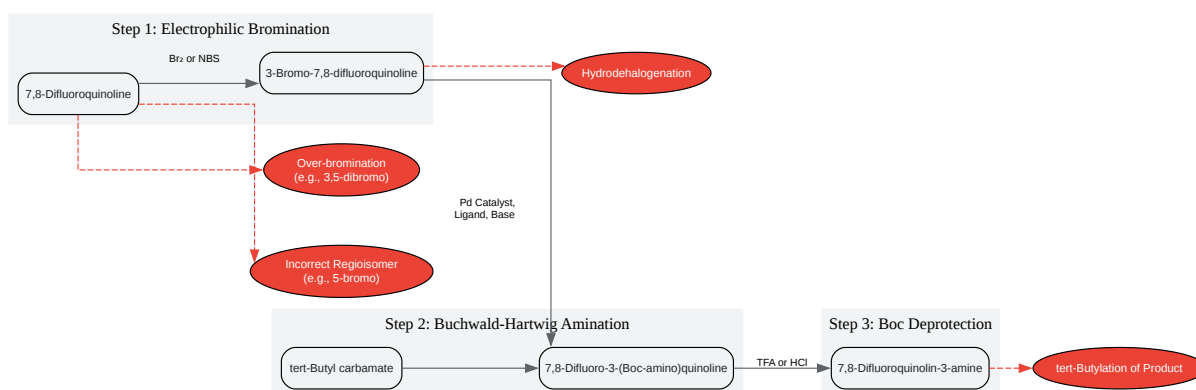 Step 1: Electrophilic Bromination
Br₂ or NBS
7,8-Difluoroquinoline
3-Bromo-7,8-difluoroquinoline
Hydrodehalogenation
Over-bromination
(e.g., 3,5-dibromo)
Pd Catalyst,
Ligand, Base
Incorrect Regioisomer
(e.g., 5-bromo)
Step 2: Buchwald-Hartwig Amination
tert-Butyl carbamate
7,8-Difluoro-3-(Boc-amino)quinoline
TFA or HCl
Step 3: Boc Deprotection
7,8-Difluoroquinolin-3-amine
tert-Butylation of Product